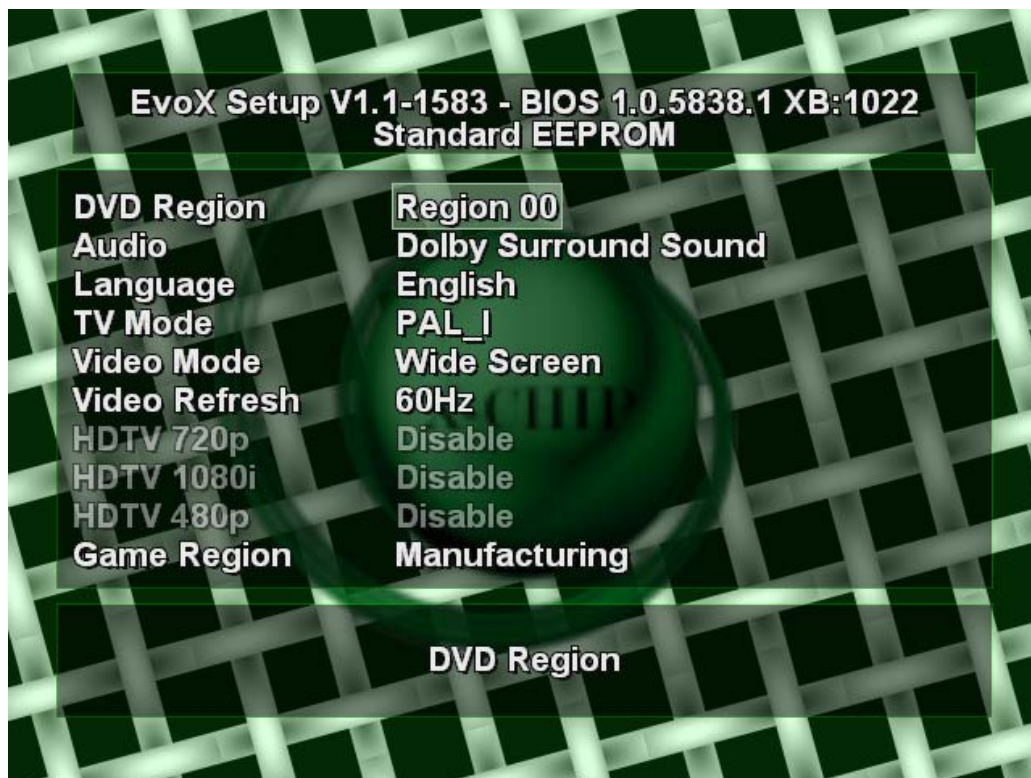 EvoX Setup V1.1-1583 - BIOS 1.0.5838.1 XB:1022
Standard EEPROM
DVD Region Region 00
Audio Dolby Surround Sound
Language English
TV Mode PAL_I
Video Mode Wide Screen
Video Refresh 60Hz
HDTV 720p Disable
HDTV 1080i Disable
HDTV 480p Disable
Game Region Manufacturing
DVD Region